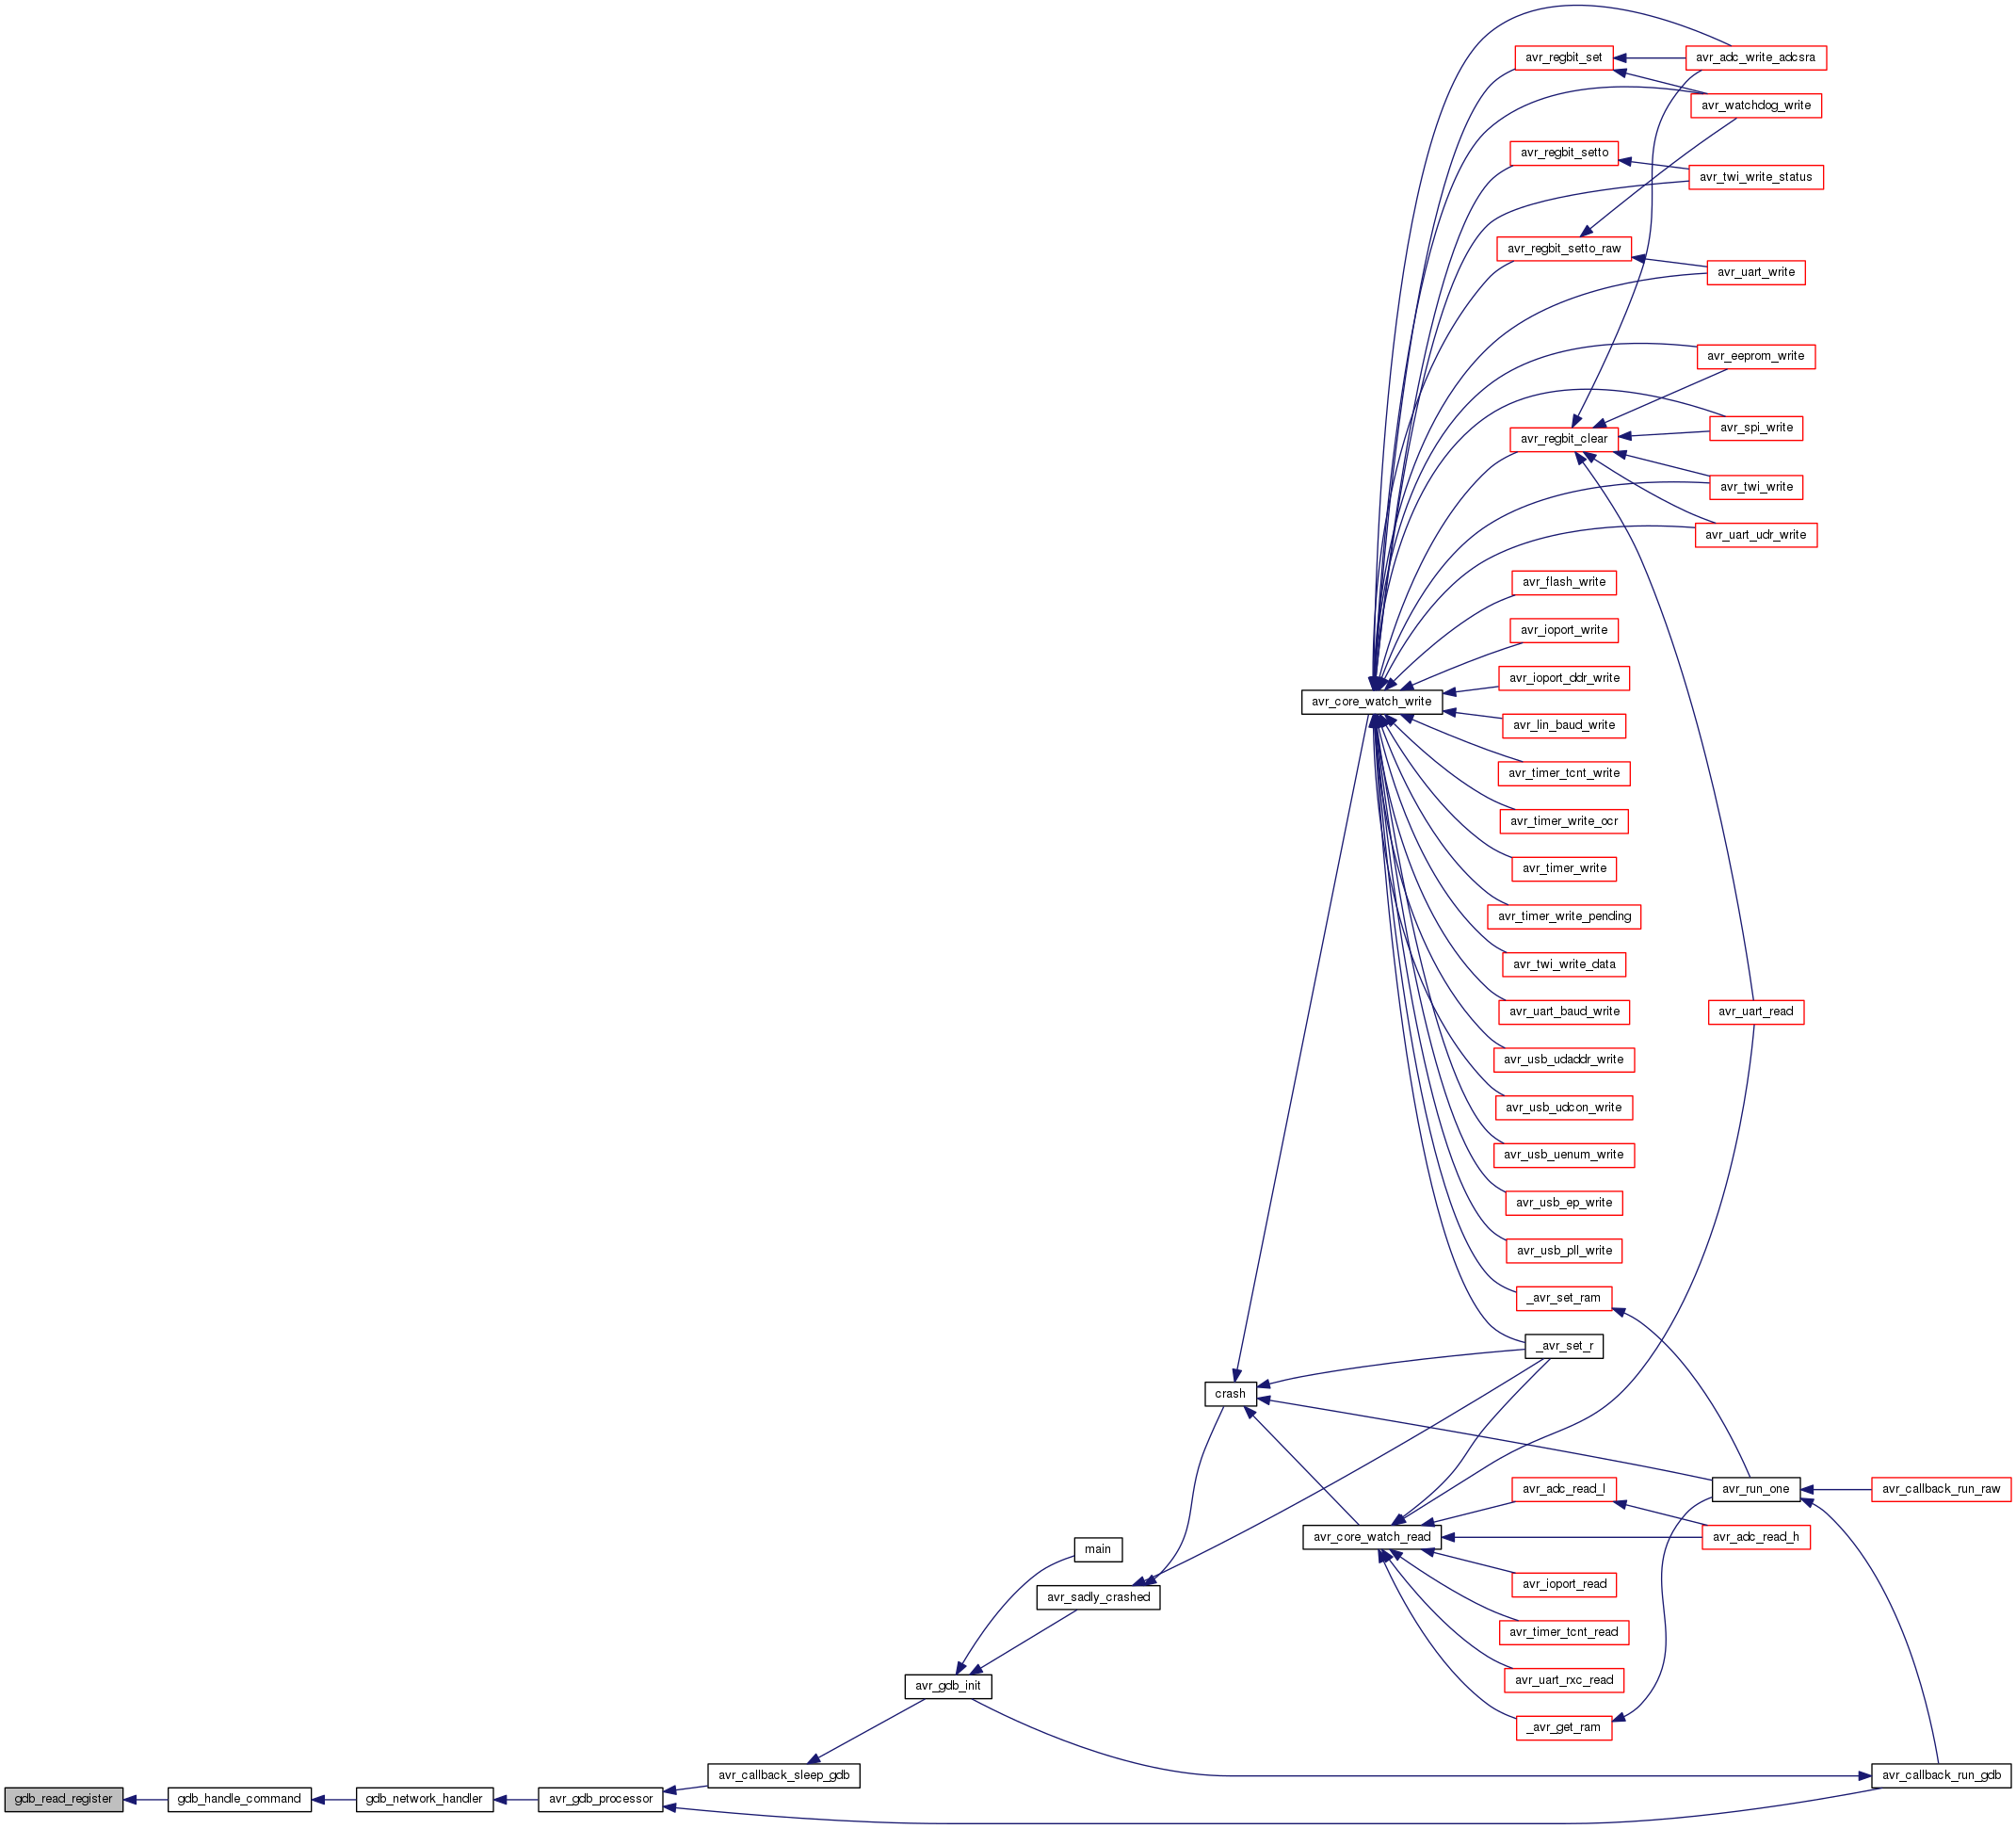 avr_regbit_set
avr_adc_write_adcsra
avr_watchdog_write
avr_regbit_setto
avr_twi_write_status
avr_regbit_setto_raw
avr_uart_write
avr_eeprom_write
avr_spi_write
avr_regbit_clear
avr_twi_write
avr_uart_udr_write
avr_flash_write
avr_ioport_write
avr_ioport_ddr_write
avr_core_watch_write
avr_lin_baud_write
avr_timer_tcnt_write
avr_timer_write_ocr
avr_timer_write
avr_timer_write_pending
avr_twi_write_data
avr_uart_baud_write
avr_uart_read
avr_usb_udaddr_write
avr_usb_udcon_write
avr_usb_uenum_write
avr_usb_ep_write
avr_usb_pll_write
_avr_set_ram
_avr_set_r
crash
avr_adc_read_l
avr_run_one
avr_callback_run_raw
avr_core_watch_read
avr_adc_read_h
main
avr_ioport_read
avr_sadly_crashed
avr_timer_tcnt_read
avr_uart_rxc_read
avr_gdb_init
_avr_get_ram
avr_callback_sleep_gdb
avr_callback_run_gdb
gdb_read_register
gdb_handle_command
gdb_network_handler
avr_gdb_processor